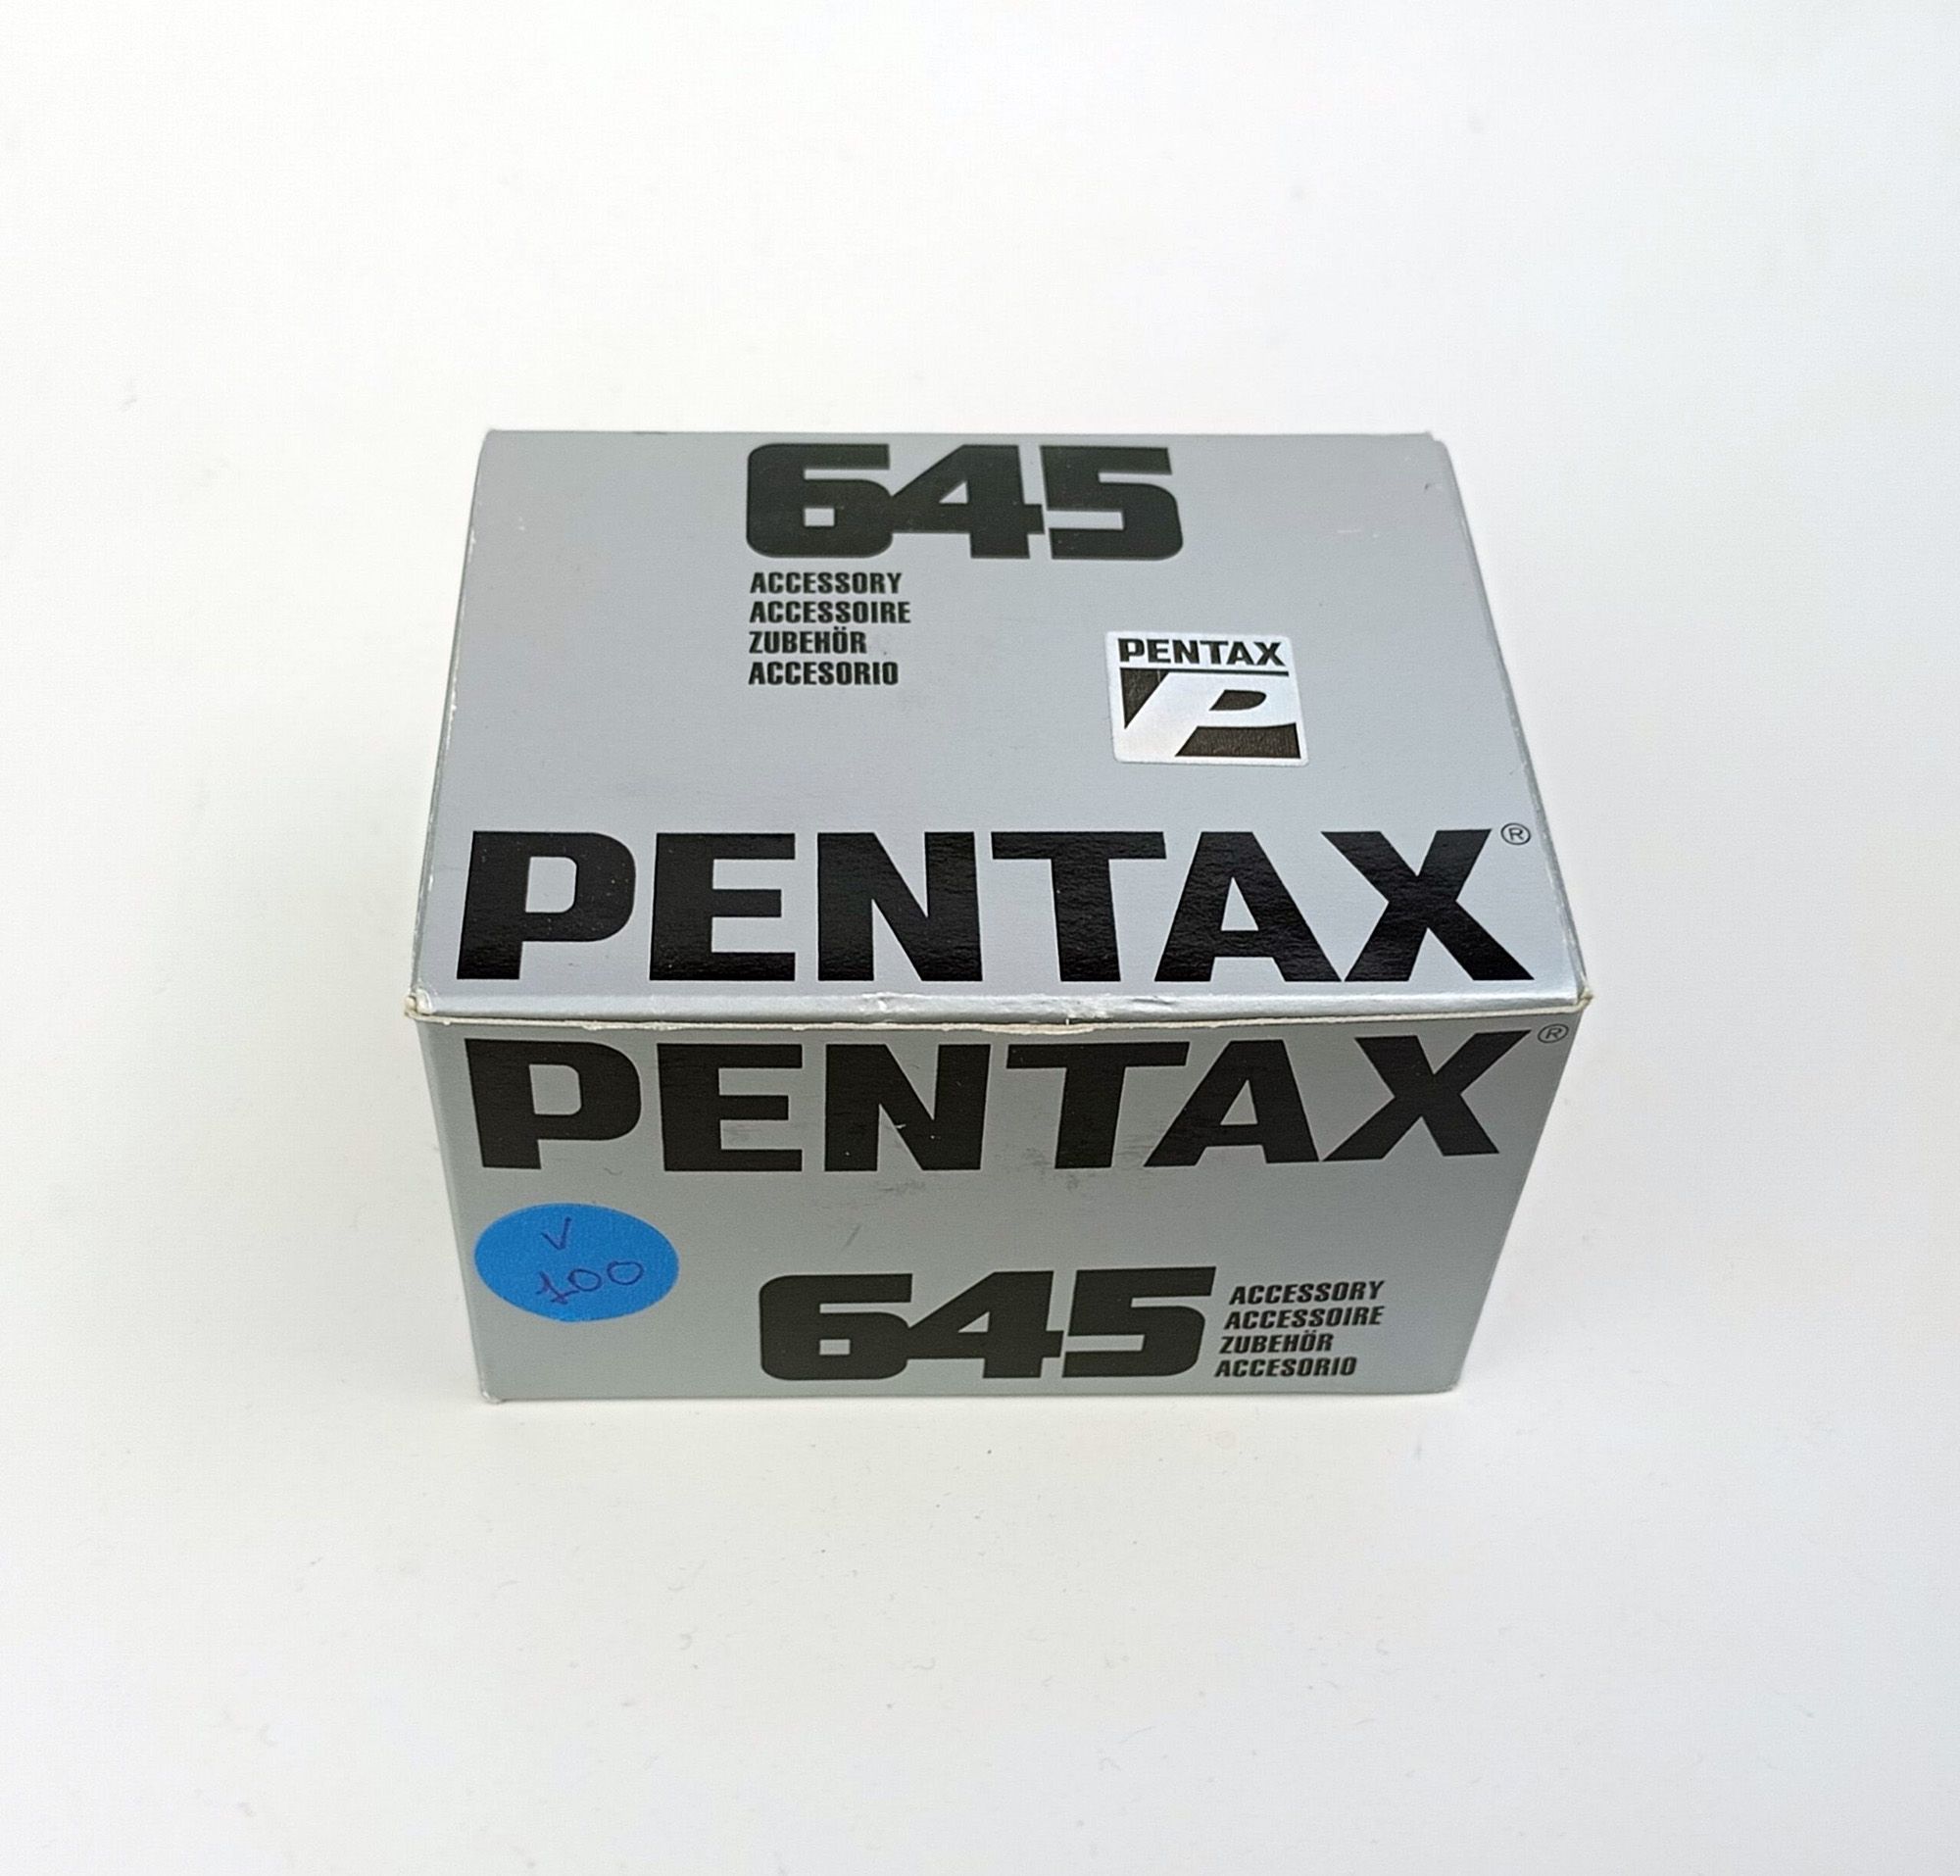 645
ACCESSORY
ACCESSOIRE
ZUBEHÖR
ACCESORIO
PENTAX
P
PENTAX®
PENTAX®
V
100
645
ACCESSORY
ACCESSOIRE
ZUBEHÖR
ACCESORIO